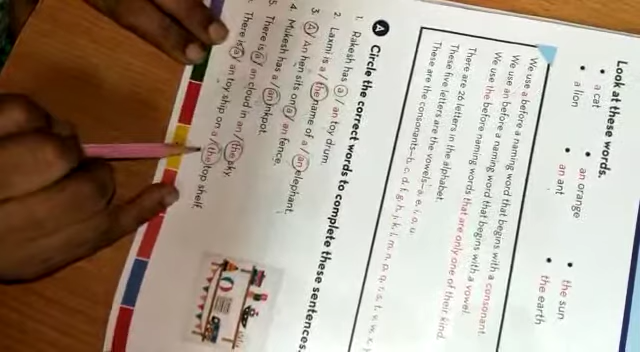 Look at these words.
• a cat • an orange • the sun
• a lion • an ant • the earth
We use a before a naming word that begins with a consonant.
We use an before a naming word that begins with a vowel.
We use the before naming words that are only one of their kind.
There are 26 letters in the alphabet.
These five letters are the vowels—a, e, i, o, u.
These are the consonants—b, c, d, f, g, h, j, k, l, m, n, p, q, r, s, t, v, w, x, y
A Circle the correct words to complete these sentences.
1. Rakesh has a / an toy drum.
2. Laxmi is a / the name of a / an elephant.
3. A / An hen sits on a / an fence.
4. Mukesh has a / an inkpot.
5. There is a / an cloud in an / the sky.
There is a / an toy ship on a / the top shelf.